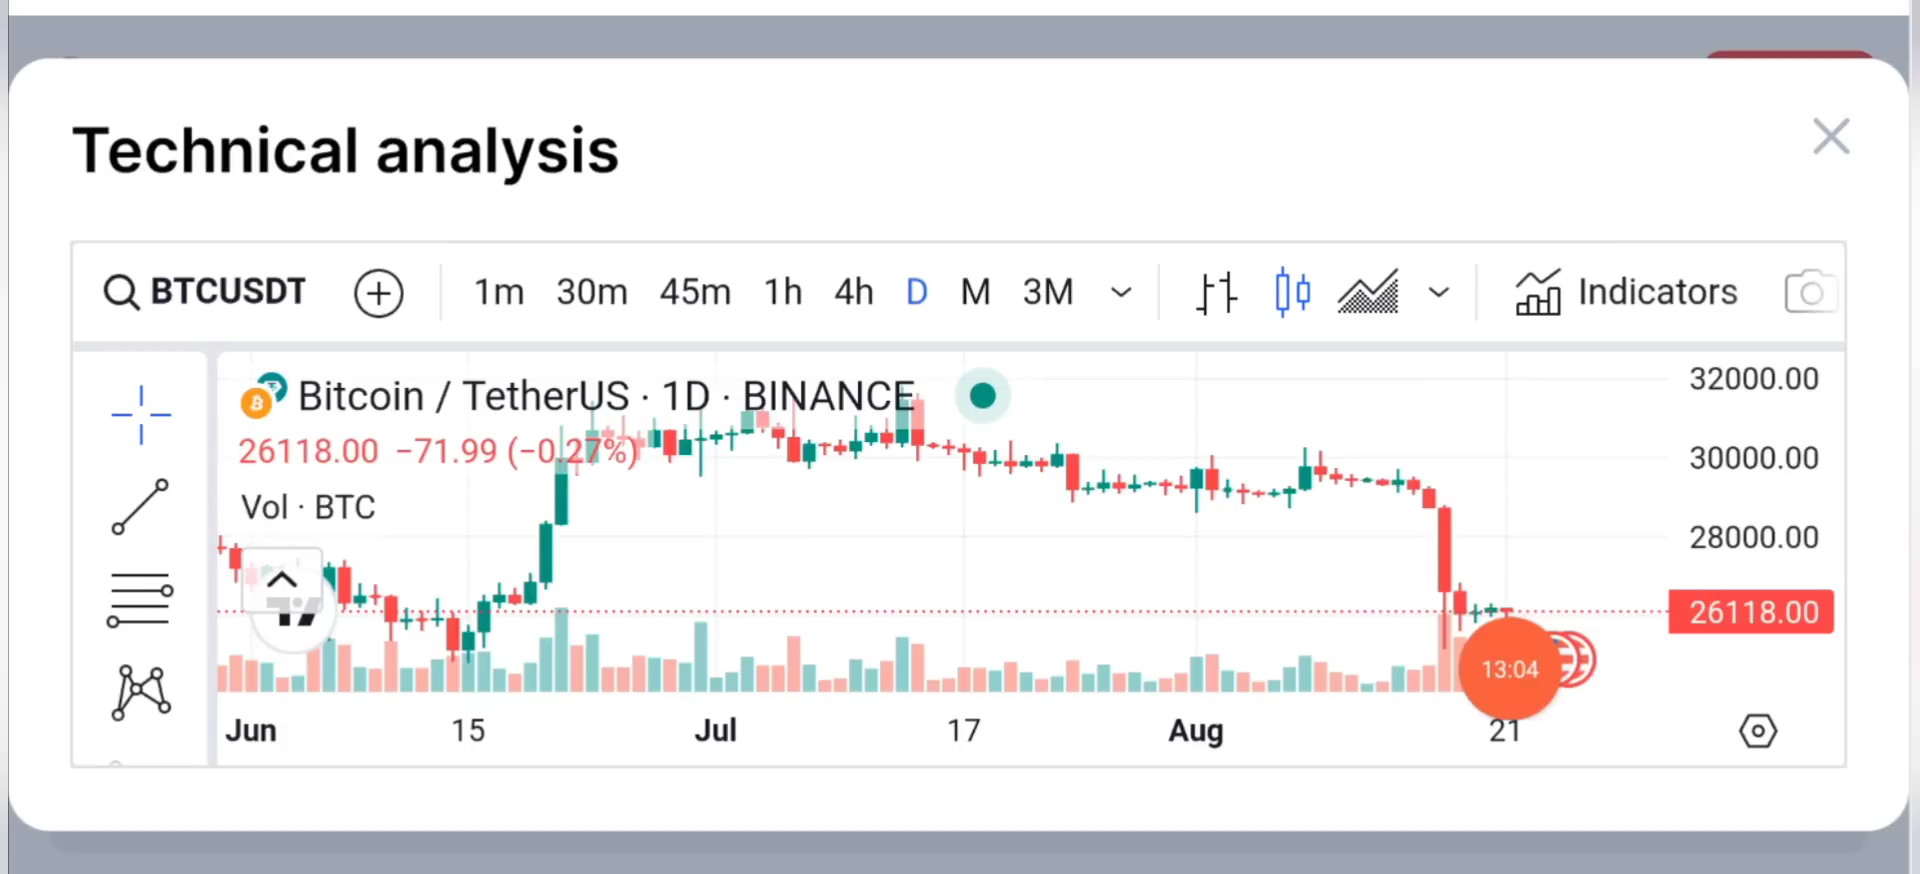 Technical analysis
BTCUSDT 1m 30m 45m 1h 4h D M 3M Indicators
Bitcoin / TetherUS · 1D · BINANCE
26118.00 −71.99 (−0.27%)
Vol · BTC
32000.00
30000.00
28000.00
26118.00
13:04
Jun 15 Jul 17 Aug 21